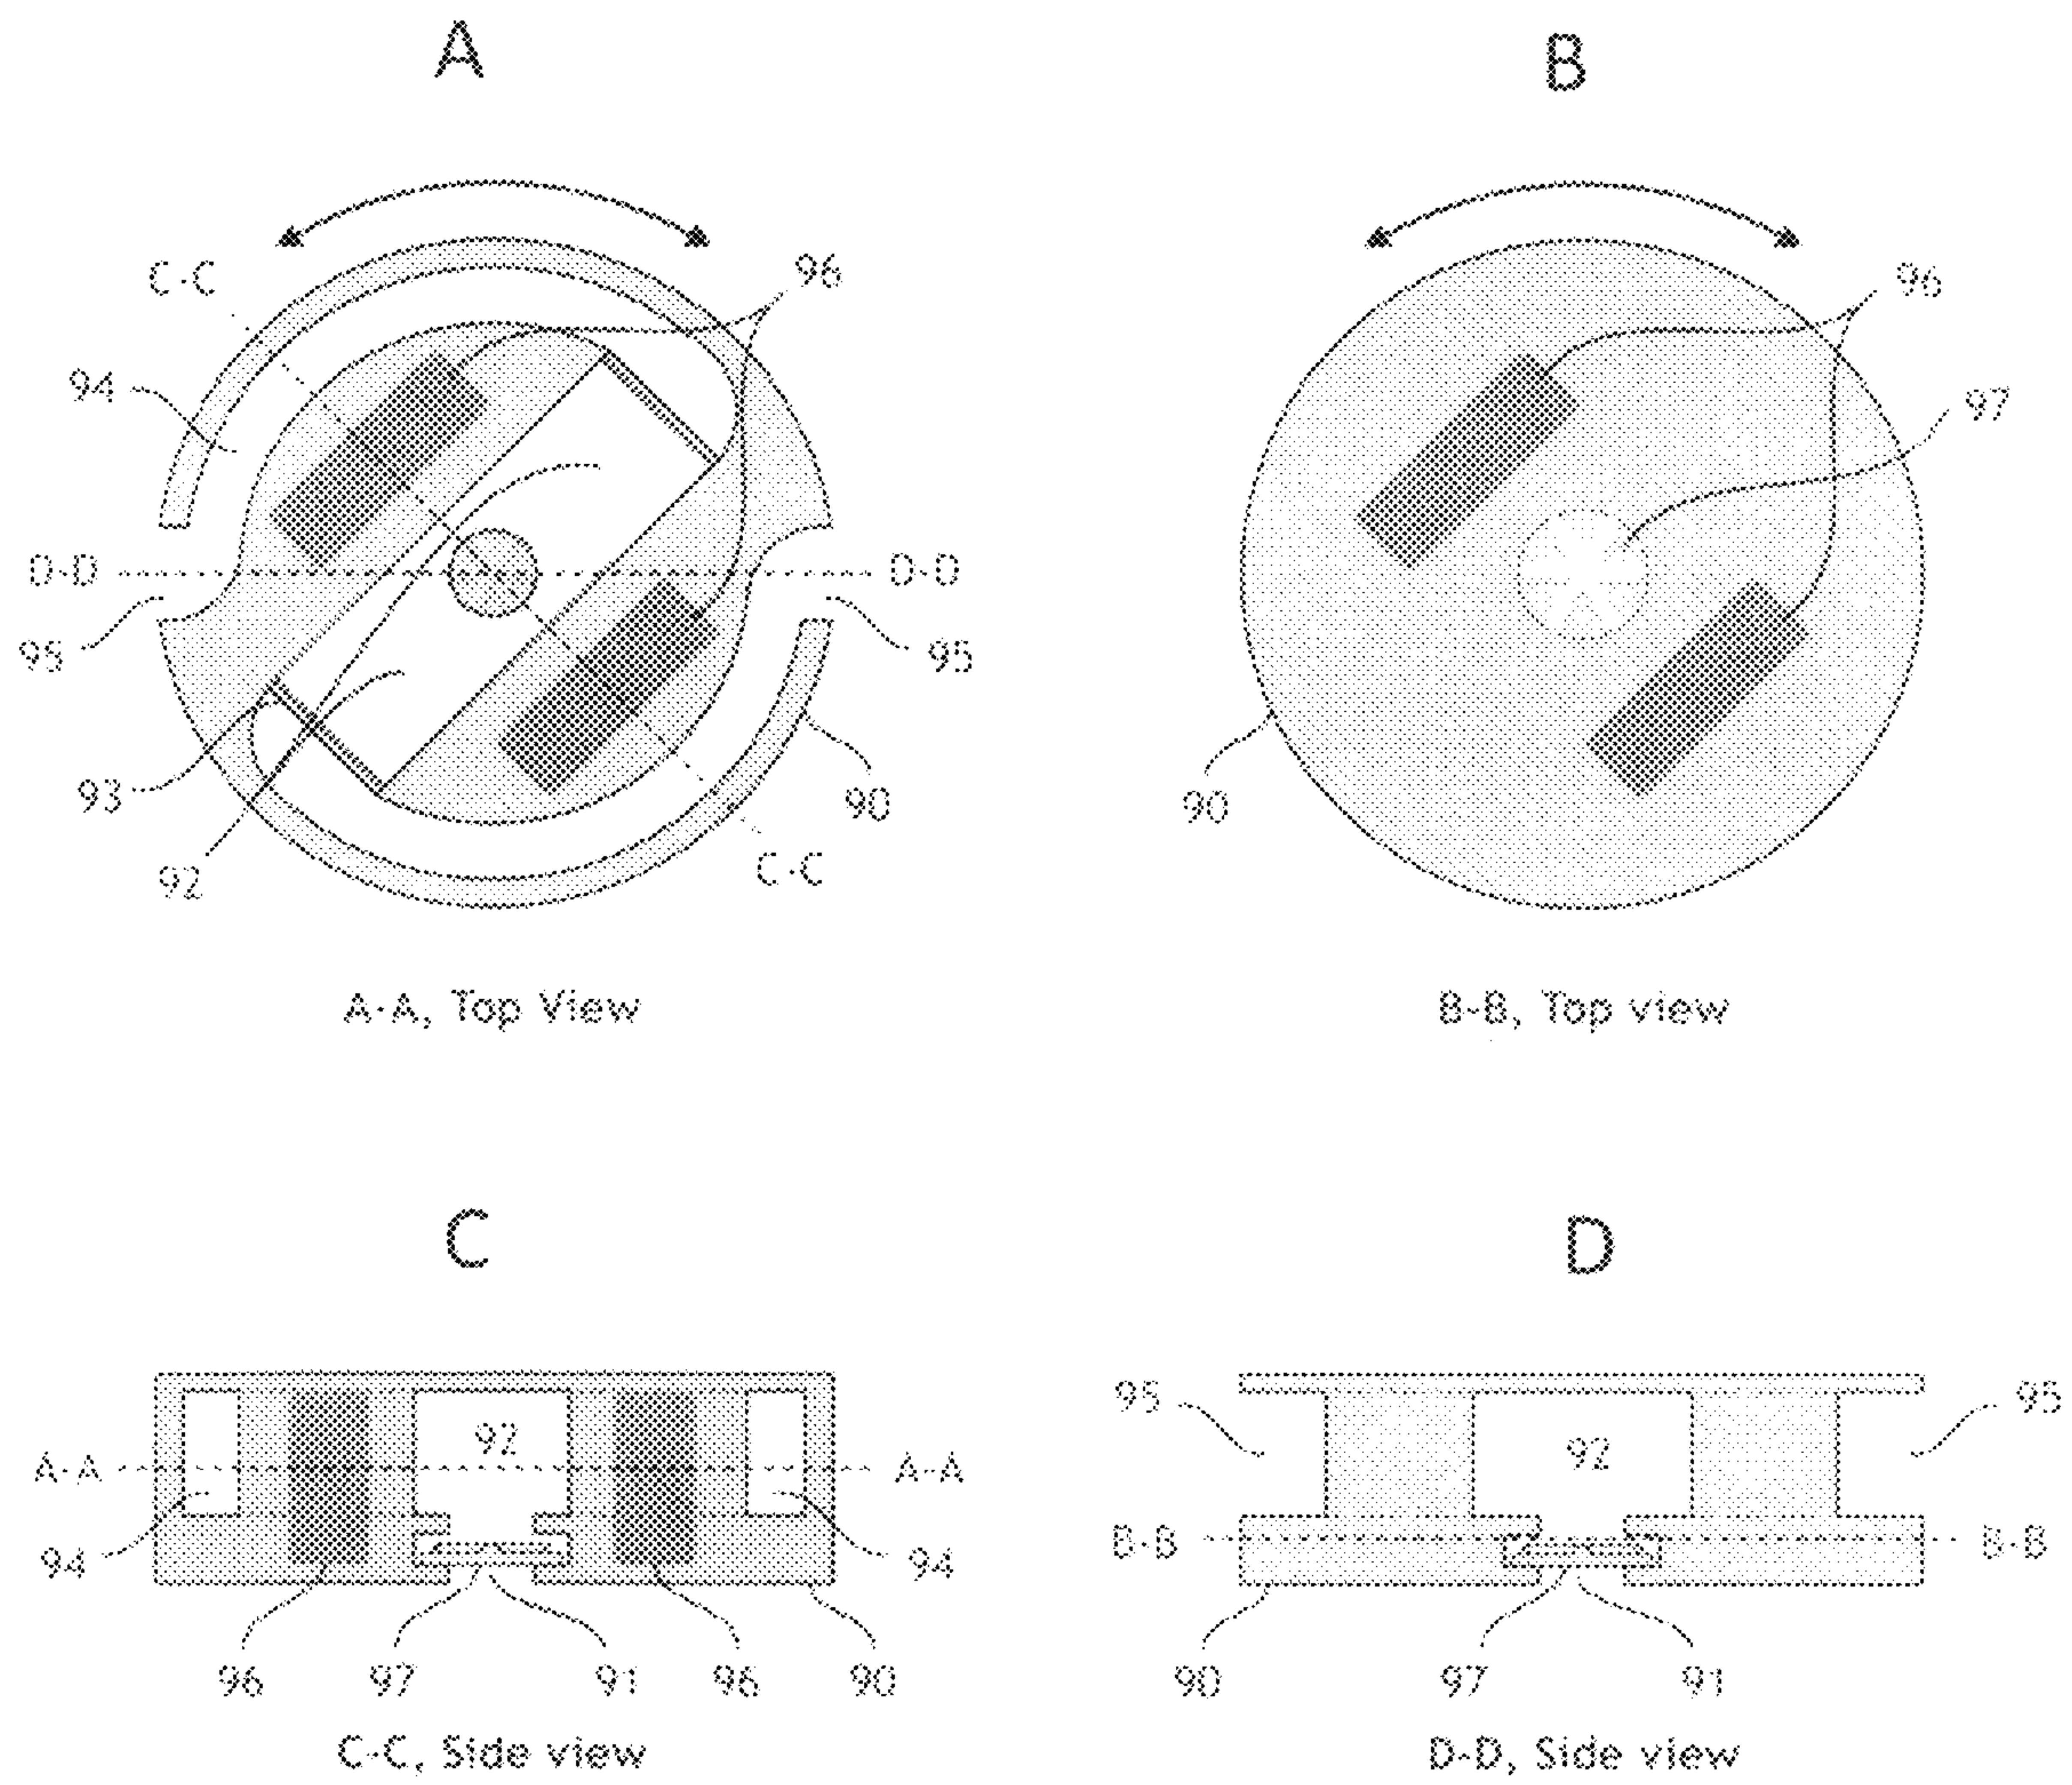 A
B
C-C
96
94
D-D
D-D
95
95
93
90
92
C-C
A-A, Top View
96
97
90
B-B, Top view
C
D
92
A-A
A-A
94
94
96
97
91
96
90
C-C, Side view
95
95
92
B-B
B-B
90
97
91
D-D, Side view